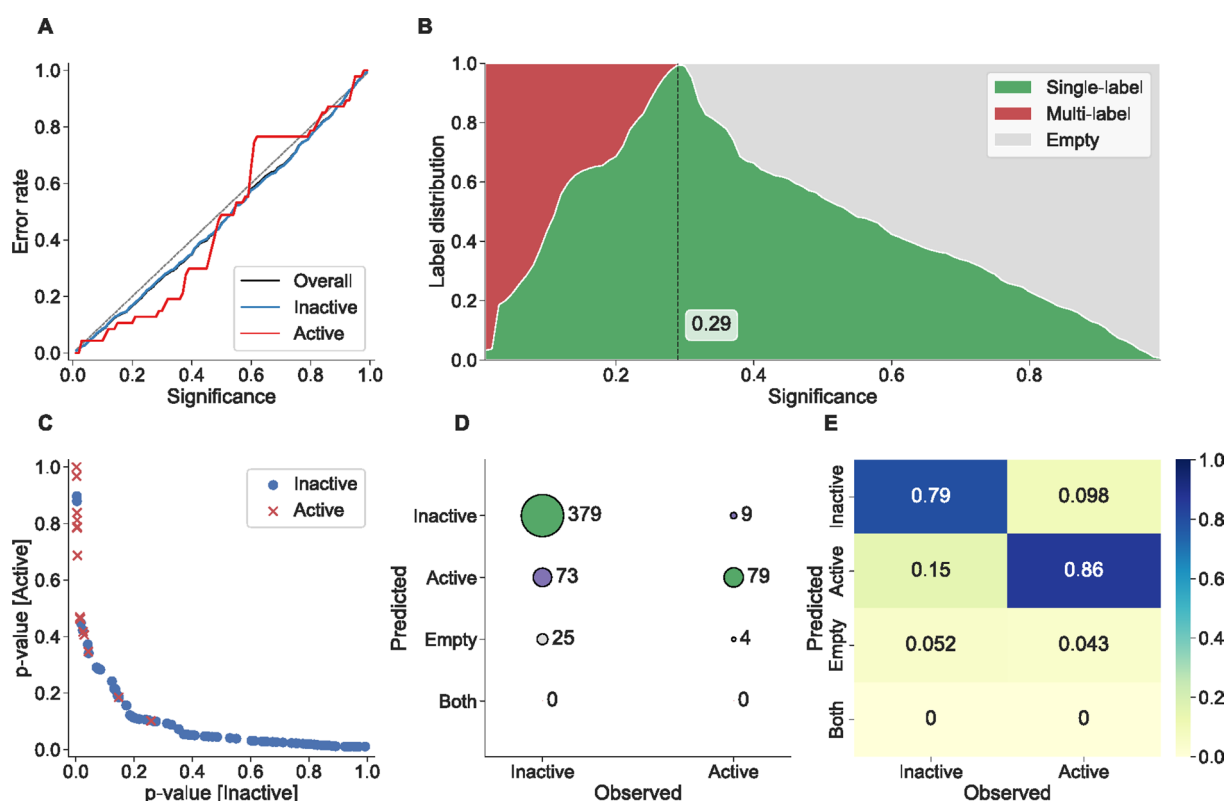 A
Error rate
1.0
0.8
0.6
0.4
0.2
0.0
Overall
Inactive
Active
0.0 0.2 0.4 0.6 0.8 1.0
Significance
B
Label distribution
1.0
0.8
0.6
0.4
0.2
0.0
Single-label
Multi-label
Empty
0.29
0.2 0.4 0.6 0.8
Significance
C
p-value [Active]
1.0
0.8
0.6
0.4
0.2
0.0
Inactive
Active
0.0 0.2 0.4 0.6 0.8 1.0
p-value [Inactive]
D
Predicted
Inactive 379 9
Active 73 79
Empty 25 4
Both 0 0
Inactive Active
Observed
E
Predicted
Inactive 0.79 0.098
Active 0.15 0.86
Empty 0.052 0.043
Both 0 0
Inactive Active
Observed
1.0
0.8
0.6
0.4
0.2
0.0